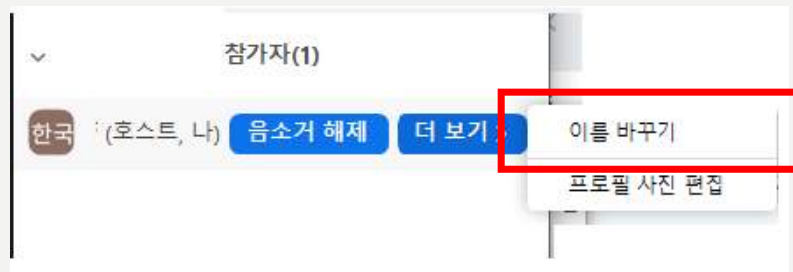 참가자(1)
한국 (호스트, 나) 음소거 해제 더 보기 이름 바꾸기
프로필 사진 편집